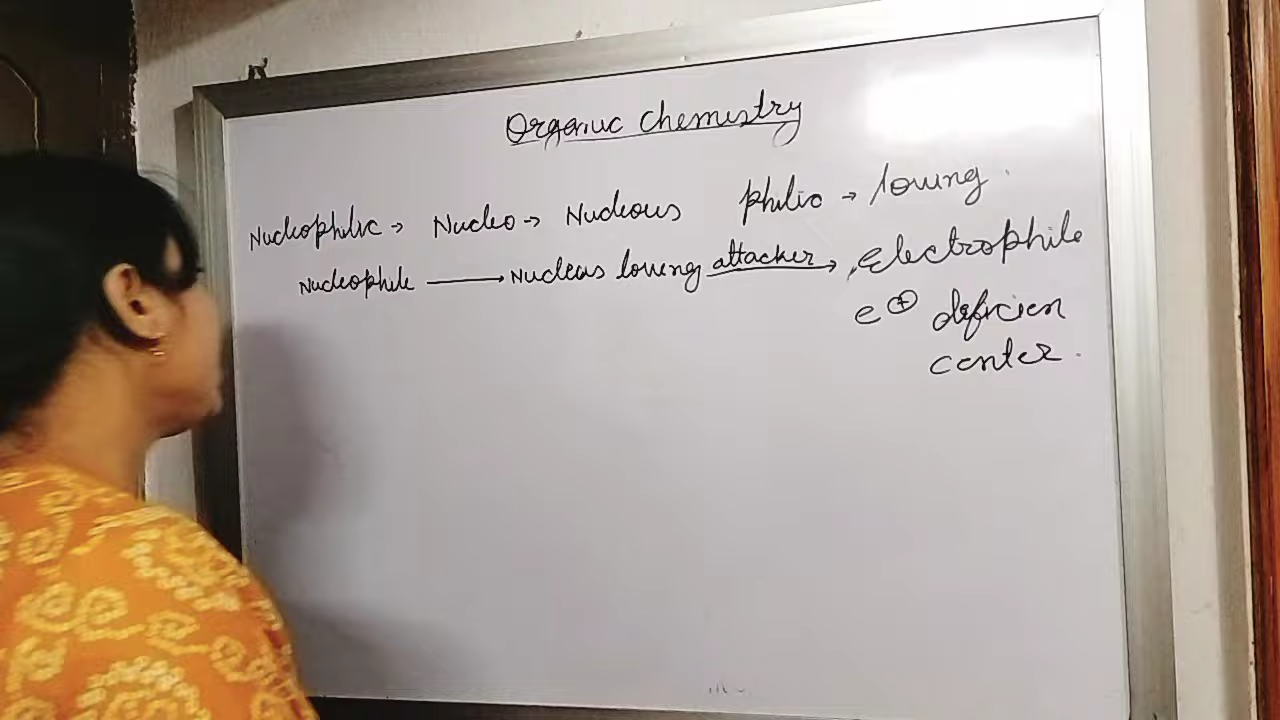 Organic chemistry
Nucleophilic → Nucleo → Nucleous philic → loving.
Nucleophile → Nucleus loving attacker → Electrophile
e⊕ deficien
center.